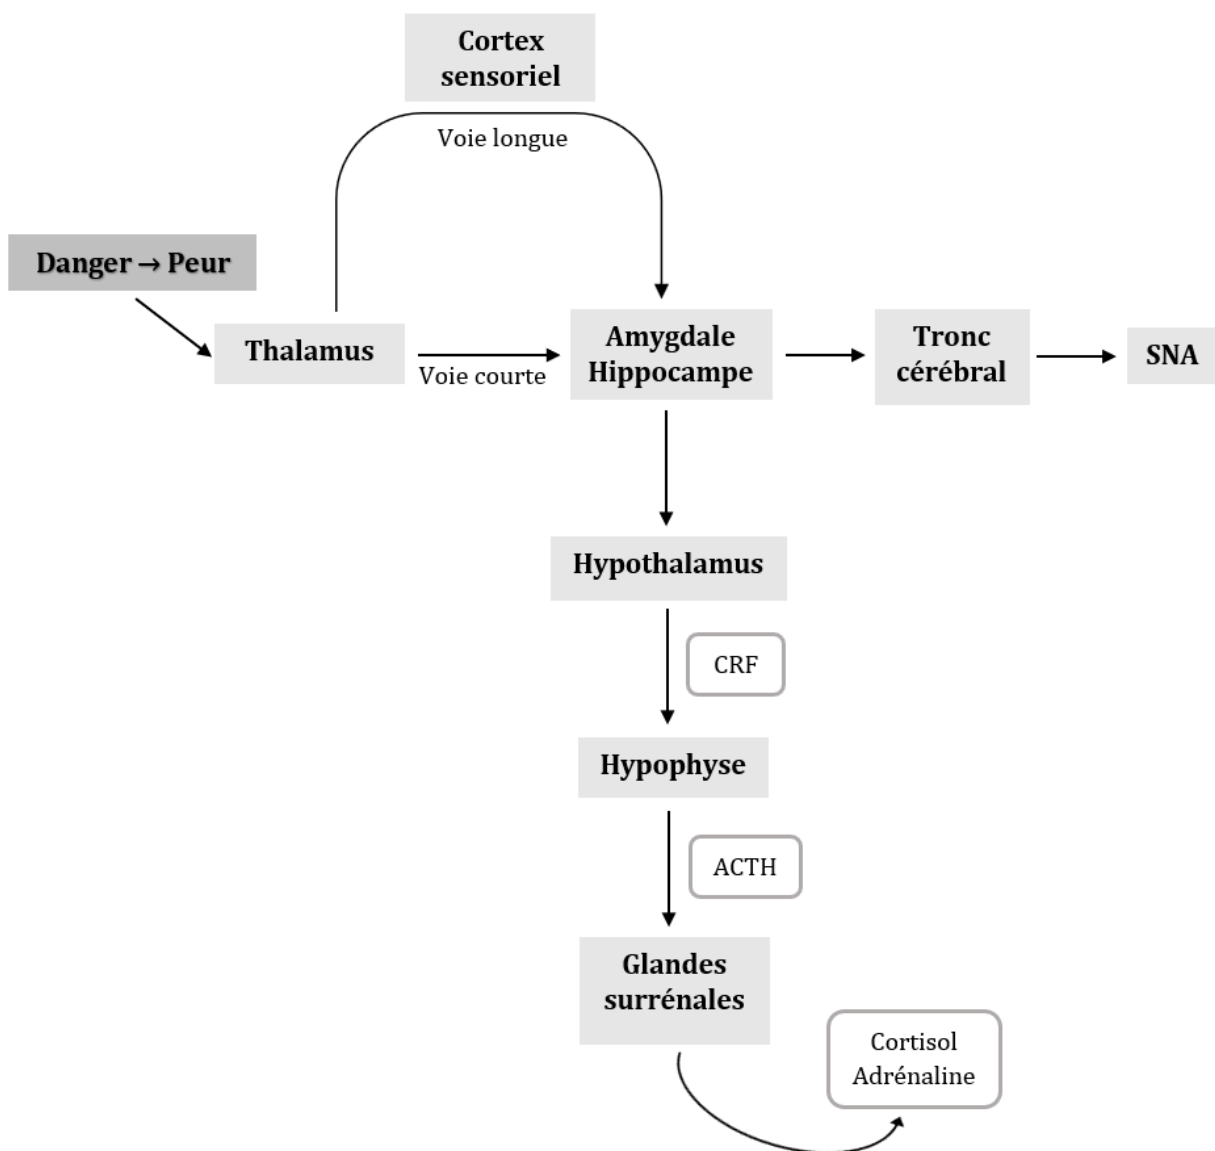 Cortex
sensoriel
Voie longue
Danger → Peur
Thalamus
Voie courte
Amygdale
Hippocampe
Tronc
cérébral
SNA
Hypothalamus
CRF
Hypophyse
ACTH
Glandes
surrénales
Cortisol
Adrénaline